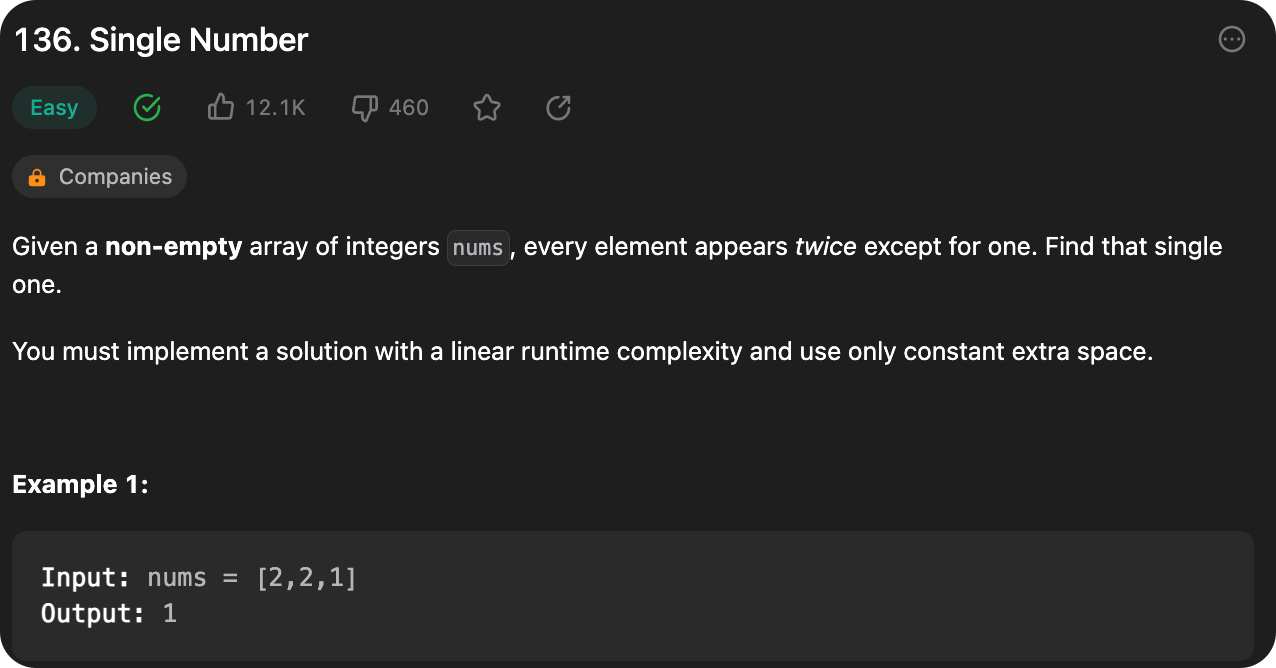 136. Single Number
Easy 12.1K 460
Companies
Given a non-empty array of integers nums, every element appears twice except for one. Find that single
one.
You must implement a solution with a linear runtime complexity and use only constant extra space.
Example 1:
Input: nums = [2,2,1]
Output: 1